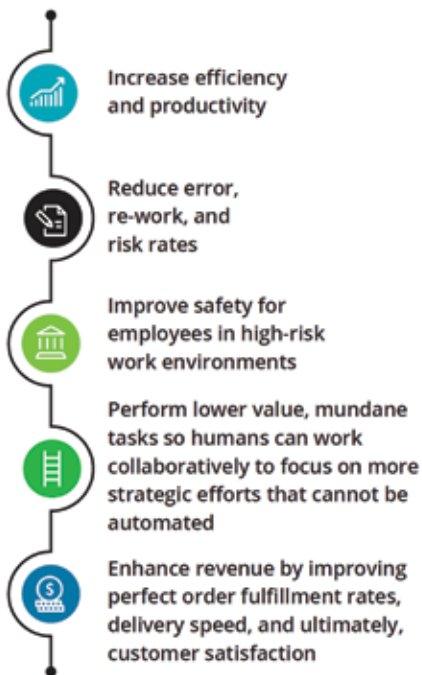 Increase efficiency
and productivity
Reduce error,
re-work, and
risk rates
Improve safety for
employees in high-risk
work environments
Perform lower value, mundane
tasks so humans can work
collaboratively to focus on more
strategic efforts that cannot be
automated
$
Enhance revenue by improving
perfect order fulfillment rates,
delivery speed, and ultimately,
customer satisfaction